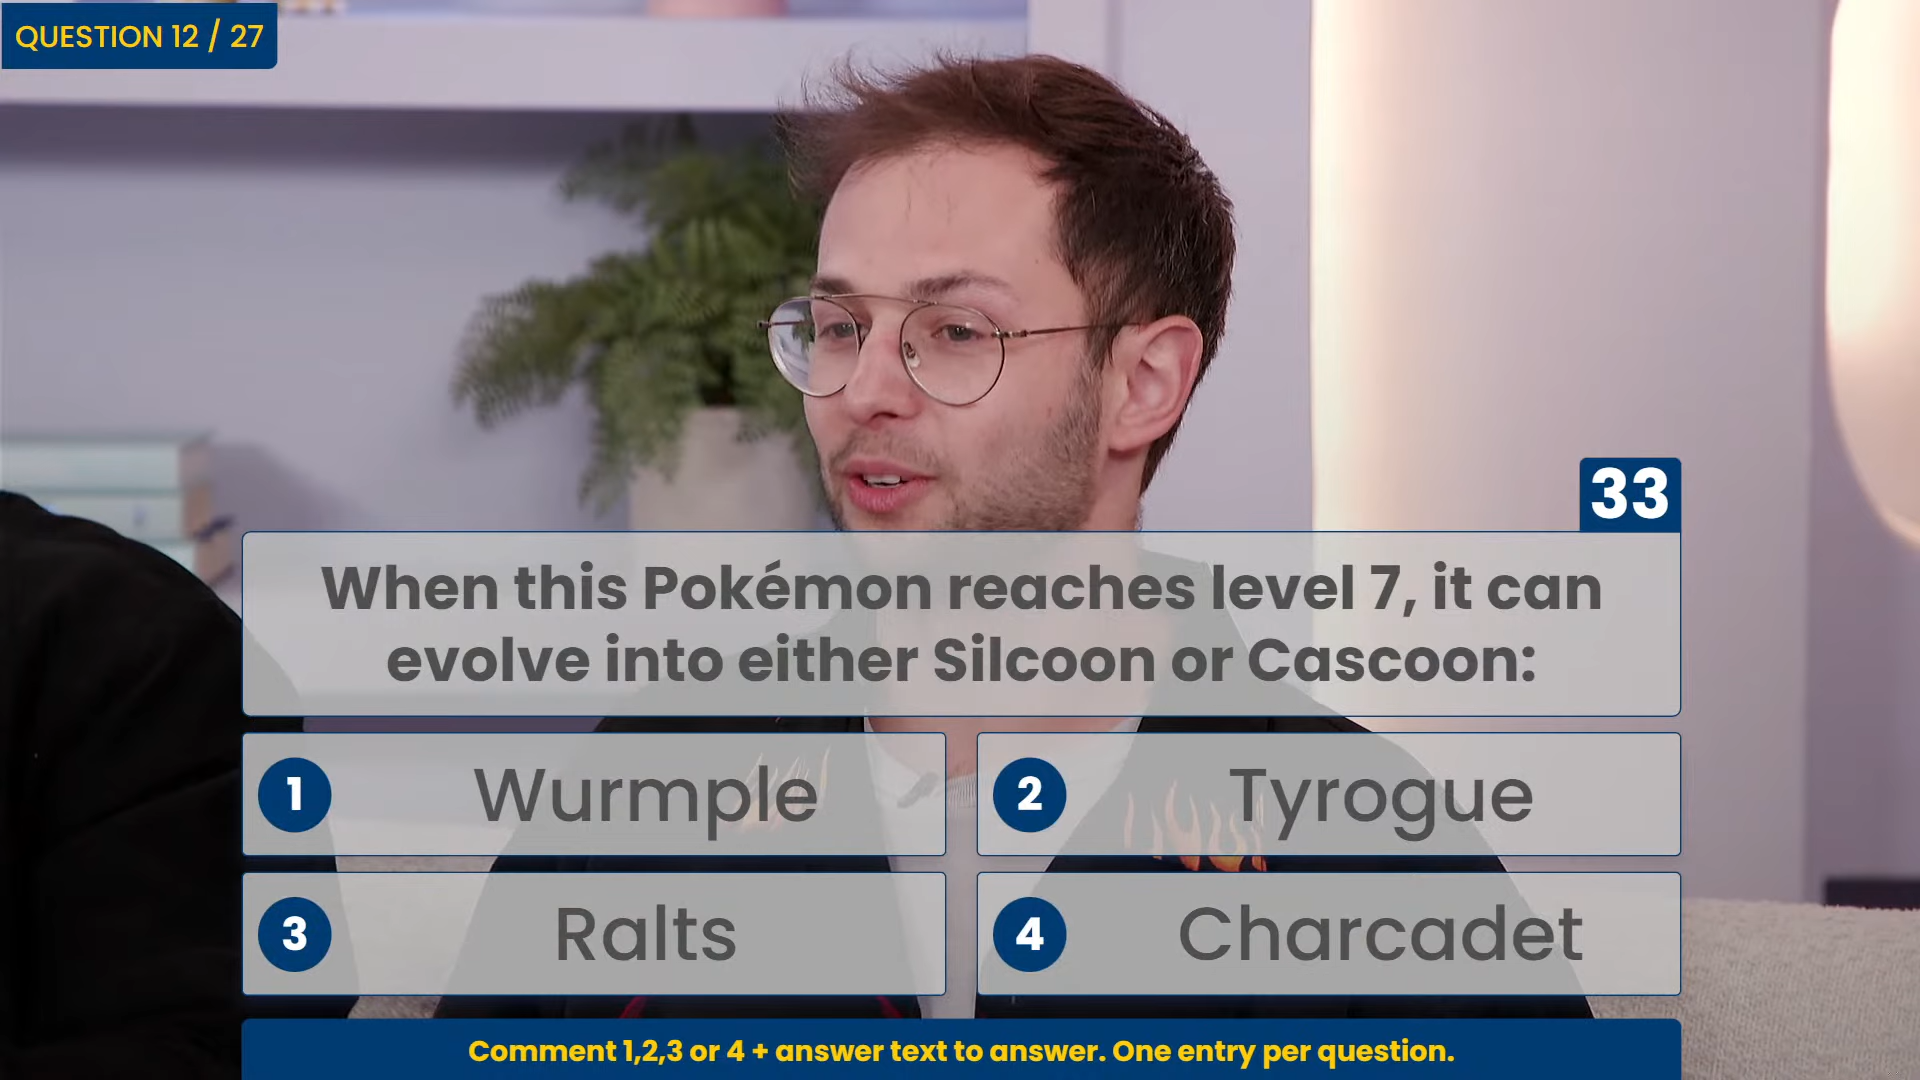 QUESTION 12 / 27
33
When this Pokémon reaches level 7, it can
evolve into either Silcoon or Cascoon:
1 Wurmple
2 Tyrogue
3 Ralts
4 Charcadet
Comment 1,2,3 or 4 + answer text to answer. One entry per question.